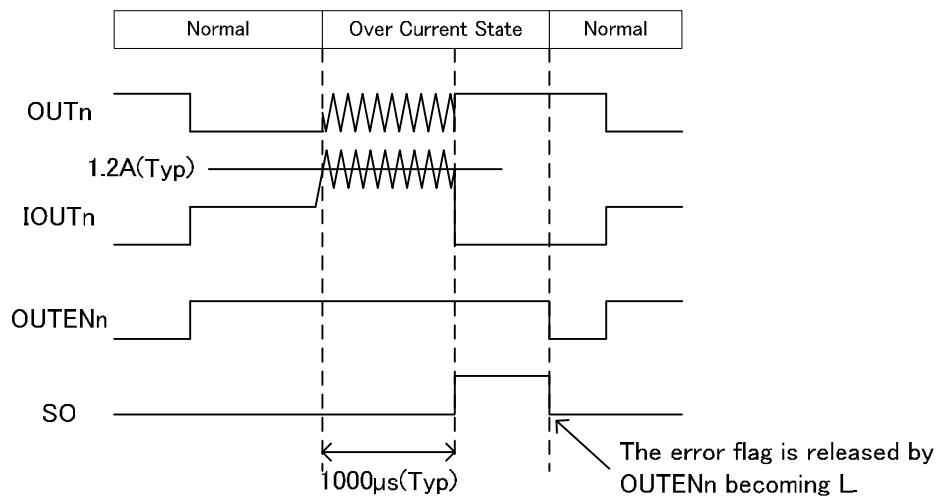 Normal Over Current State Normal
OUTn
1.2A(Typ)
IOUTn
OUTENn
SO
1000μs(Typ)
The error flag is released by
OUTENn becoming L.